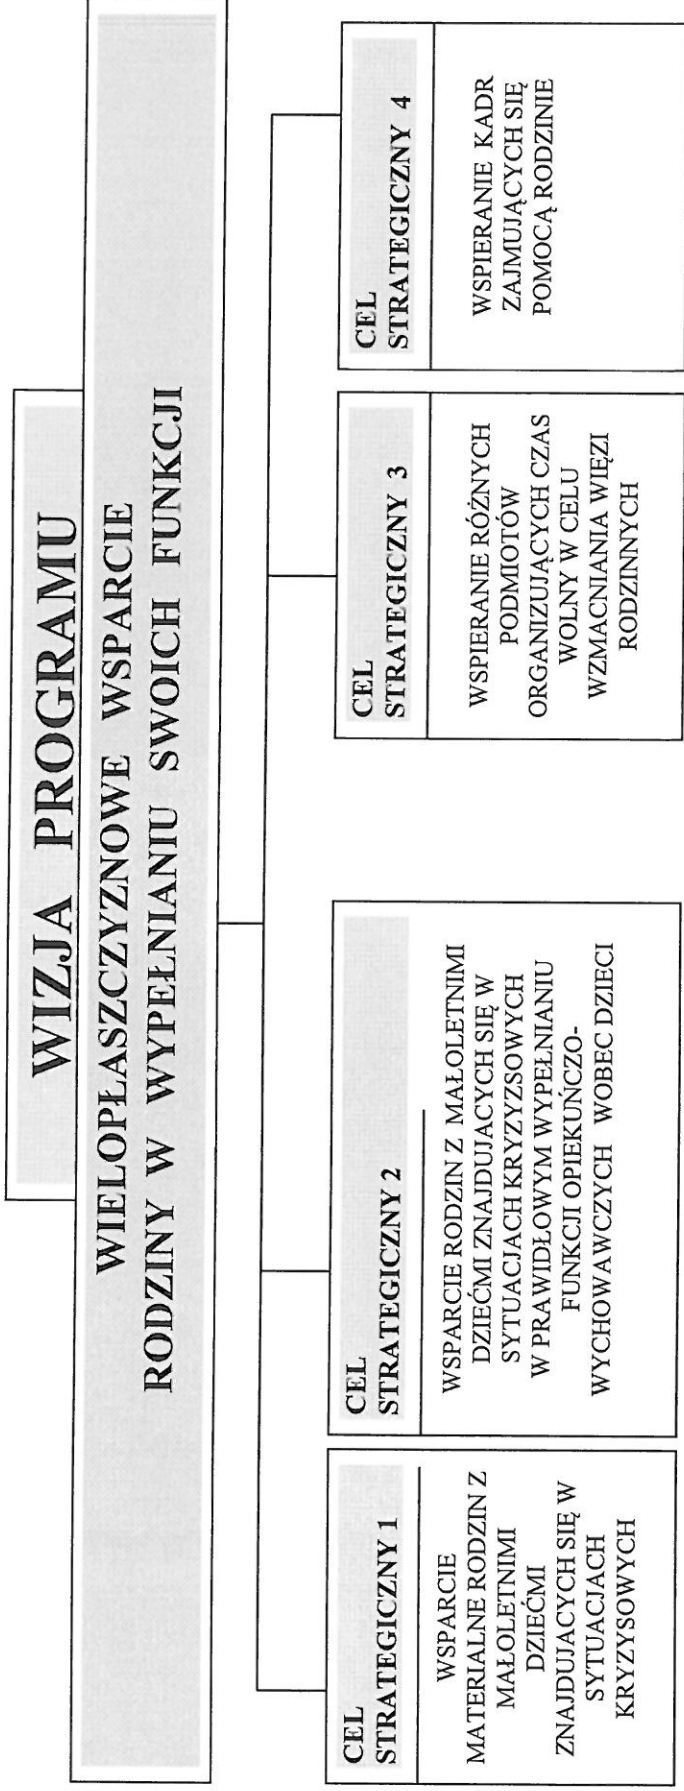 WIZJA PROGRAMU
WIELOPŁASZCZYZNOWE WSPARCIE
RODZINY W WYPEŁNIANIU SWOICH FUNKCJI
CEL
STRATEGICZNY 1
WSPARCIE
MATERIALNE RODZIN Z
MAŁOLETNIMI
DZIEĆMI
ZNAJDUJACYCH SIĘ W
SYTUACJACH
KRYZYSOWYCH
CEL
STRATEGICZNY 2
WSPARCIE RODZIN Z MAŁOLETNIMI
DZIEĆMI ZNAJDUJACYCH SIĘ W
SYTUACJACH KRYZYZSOWYCH
W PRAWIDŁOWYM WYPEŁNIANIU
FUNKCJI OPIEKUŃCZO-
WYCHOWAWCZYCH WOBEC DZIECI
CEL
STRATEGICZNY 3
WSPIERANIE RÓŻNYCH
PODMIOTÓW
ORGANIZUJĄCYCH CZAS
WOLNY W CELU
WZMACNIANIA WIĘZI
RODZINNYCH
CEL
STRATEGICZNY 4
WSPIERANIE KADR
ZAJMUJĄCYCH SIĘ
POMOCĄ RODZINIE